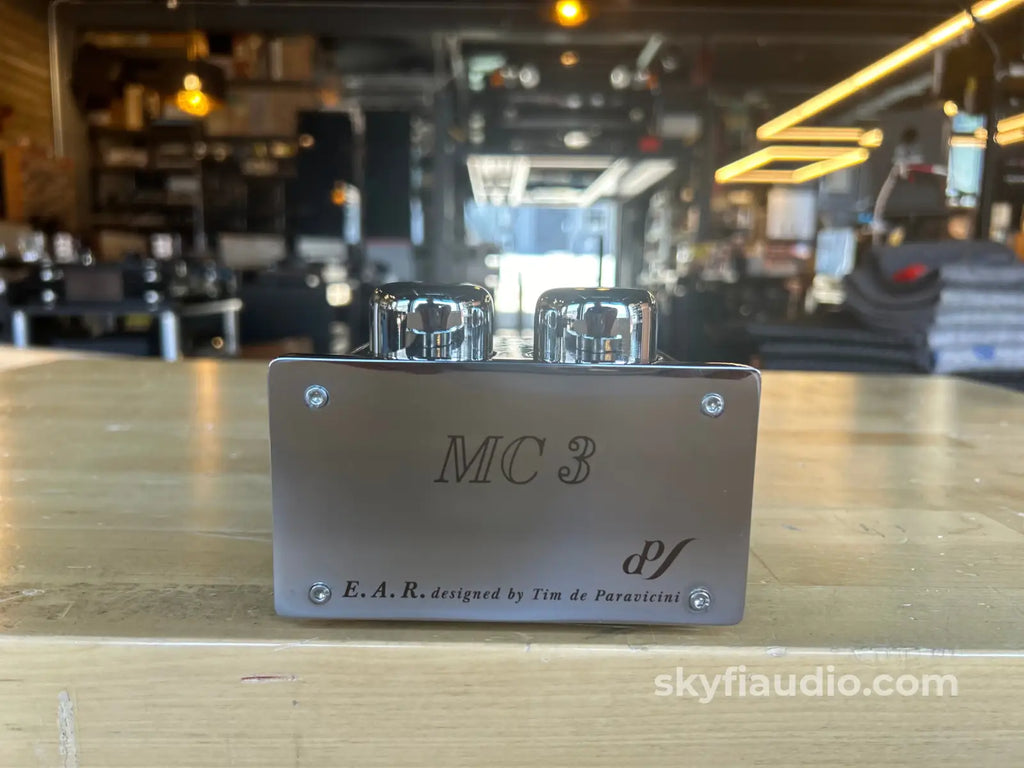 MC 3
dP
E. A. R. designed by Tim de Paravicini
skyfiaudio.com